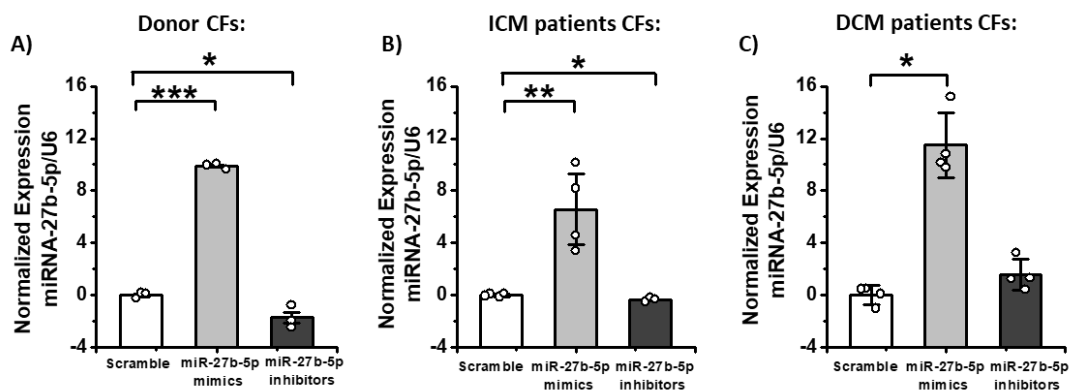 A)
Donor CFs:
Normalized Expression
miRNA-27b-5p/U6
16
12
8
4
0
-4
*
***
Scramble
miR-27b-5p
mimics
miR-27b-5p
inhibitors
B)
ICM patients CFs:
Normalized Expression
miRNA-27b-5p/U6
16
12
8
4
0
-4
*
**
Scramble
miR-27b-5p
mimics
miR-27b-5p
inhibitors
C)
DCM patients CFs:
Normalized Expression
miRNA-27b-5p/U6
16
12
8
4
0
-4
*
Scramble
miR-27b-5p
mimics
miR-27b-5p
inhibitors